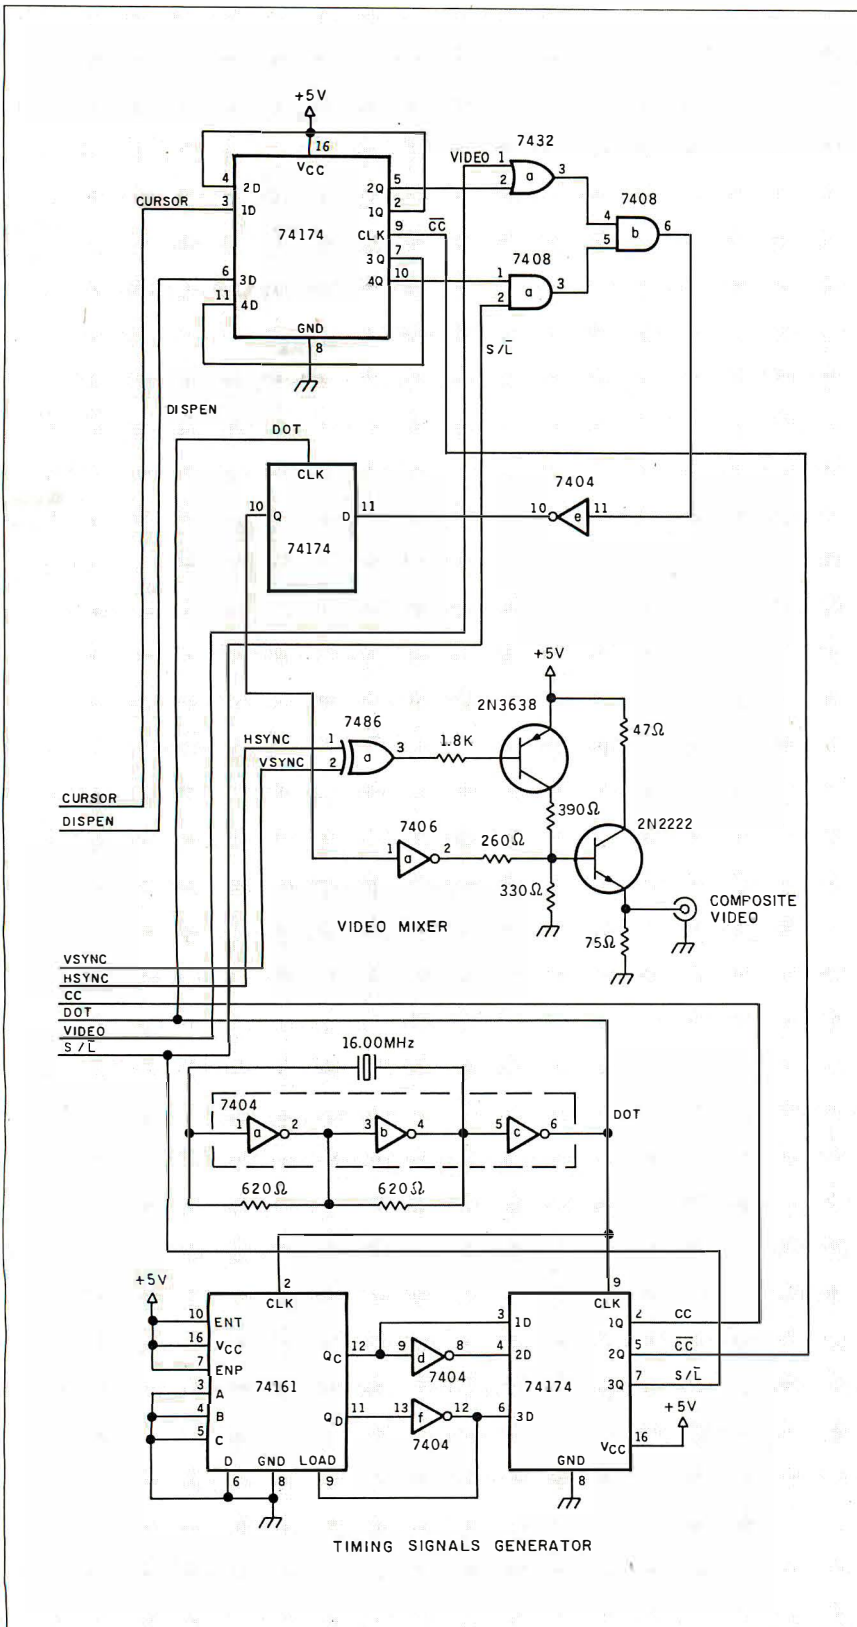 +5V
16
VCC
4 2D 2Q 5
CURSOR 3 1D 1Q 2
74174 CLK 9 CC
3Q 7
6 3D 4Q 10
11 4D
GND
8
VIDEO 1 7432
2 a 3
7408
4
5 b 6
7408
1
2 a 3
S/L
DISPEN
DOT
CLK
10 Q D 11
74174
7404
10 e 11
+5V
2N3638
47Ω
7486
HSYNC 1
VSYNC 2 a 3
1.8K
CURSOR
DISPEN
390Ω
2N2222
7406
1 a 2
260Ω
330Ω
COMPOSITE
VIDEO
VIDEO MIXER
75Ω
VSYNC
HSYNC
CC
DOT
VIDEO
S/L
16.00MHz
7404
1 a 2 3 b 4 5 c 6
DOT
620Ω 620Ω
+5V
2
CLK
10 ENT
16 VCC
7 ENP
3 A
4 B
5 C
74161
QC 12
QD 11
D GND LOAD
6 8 9
9 d 8
7404
13 f 12
7404
9
CLK
3 1D 1Q 2 CC
4 2D 2Q 5 CC
74174 3Q 7 S/L
6 3D
+5V
VCC 16
GND
8
TIMING SIGNALS GENERATOR